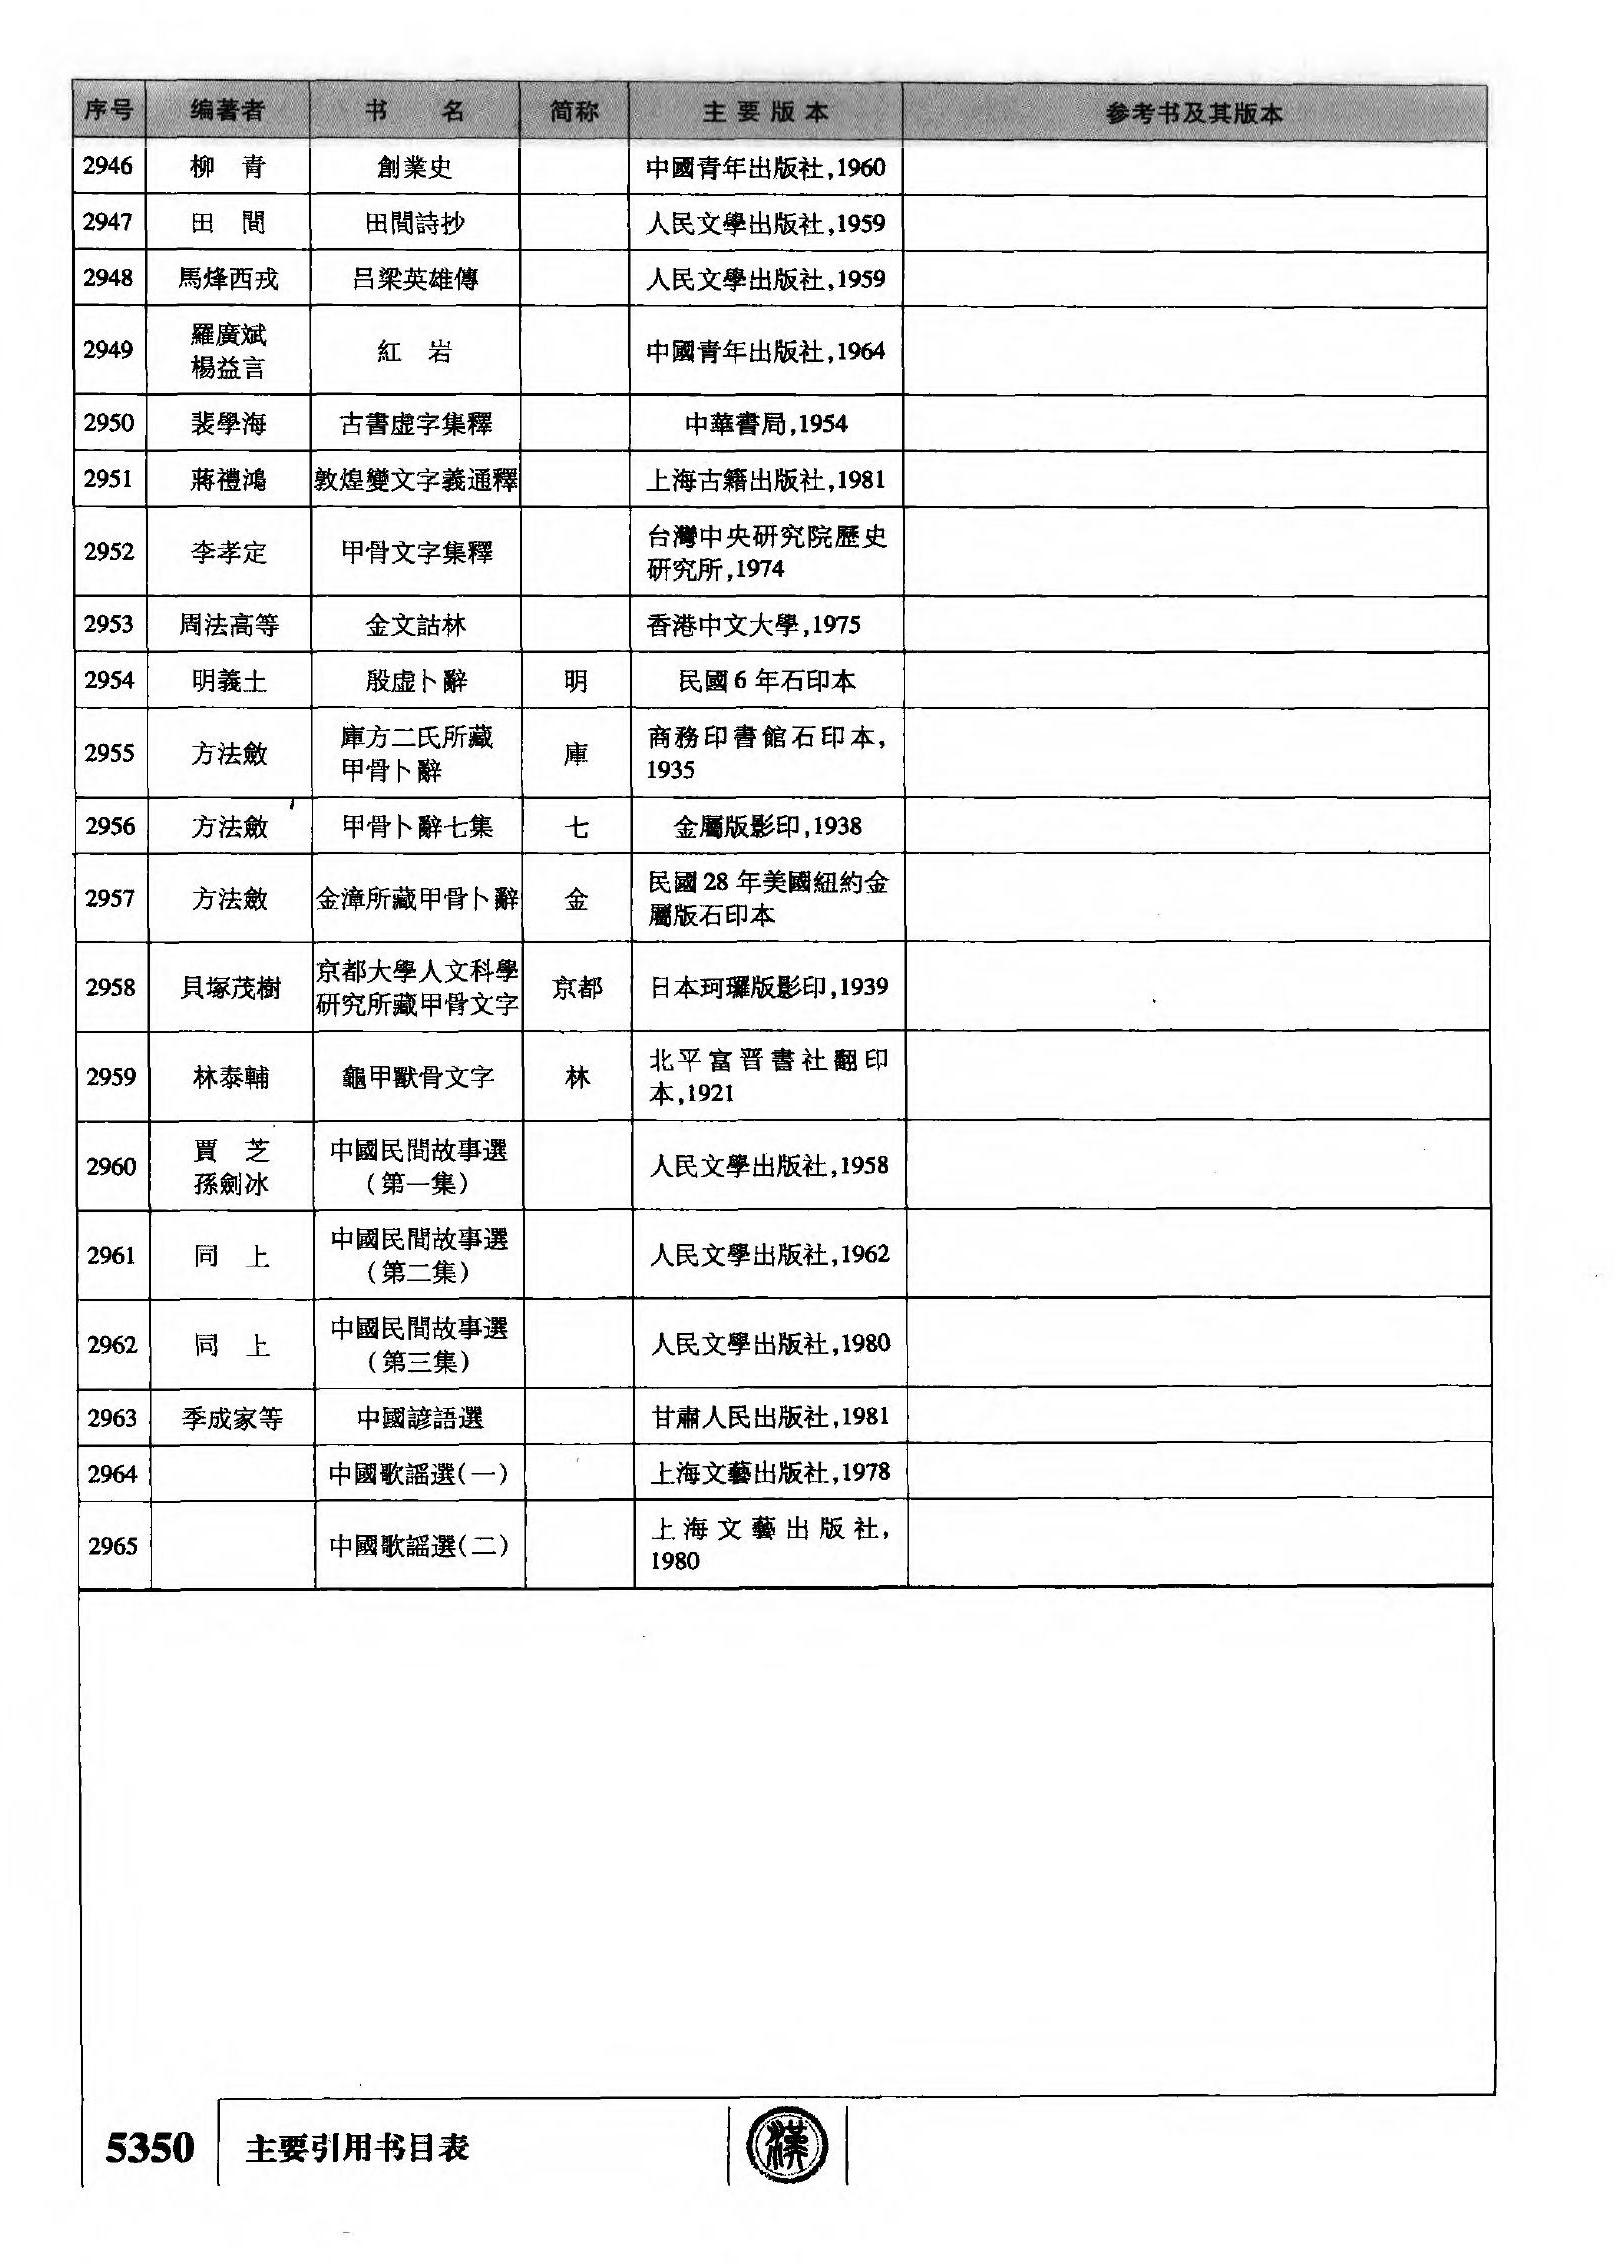 序号 编著者 书 名 简称 主要版本 参考书及其版本
2946 柳 青 創業史 中國青年出版社,1960
2947 田 間 田間詩抄 人民文學出版社,1959
2948 馬烽西戎 吕梁英雄傳 人民文學出版社,1959
2949 羅廣斌 楊益言 紅 岩 中國青年出版社,1964
2950 裴學海 古書虚字集釋 中華書局,1954
2951 蔣禮鴻 敦煌變文字義通釋 上海古籍出版社,1981
2952 李孝定 甲骨文字集釋 台灣中央研究院歷史
研究所,1974
2953 周法高等 金文詁林 香港中文大學,1975
2954 明義士 殷虚卜辭 明 民國6年石印本
2955 方法斂 庫方二氏所藏
甲骨卜辭 庫 商務印書館石印本,
1935
2956 方法斂 甲骨卜辭七集 七 金屬版影印,1938
2957 方法斂 金漳所藏甲骨卜辭 金 民國28年美國紐約金
屬版石印本
2958 貝塚茂樹 京都大學人文科學
研究所藏甲骨文字 京都 日本珂瓈版影印,1939
2959 林泰輔 龜甲獸骨文字 林 北平富晋書社翻印
本,1921
2960 賈 芝 孫劍冰 中國民間故事選
(第一集) 人民文學出版社,1958
2961 同 上 中國民間故事選
(第二集) 人民文學出版社,1962
2962 同 上 中國民間故事選
(第三集) 人民文學出版社,1980
2963 季成家等 中國諺語選 甘肅人民出版社,1981
2964 中國歌謡選(一) 上海文藝出版社,1978
2965 中國歌謡選(二) 上海文藝出版社,
1980
5350 主要引用书目表
漢